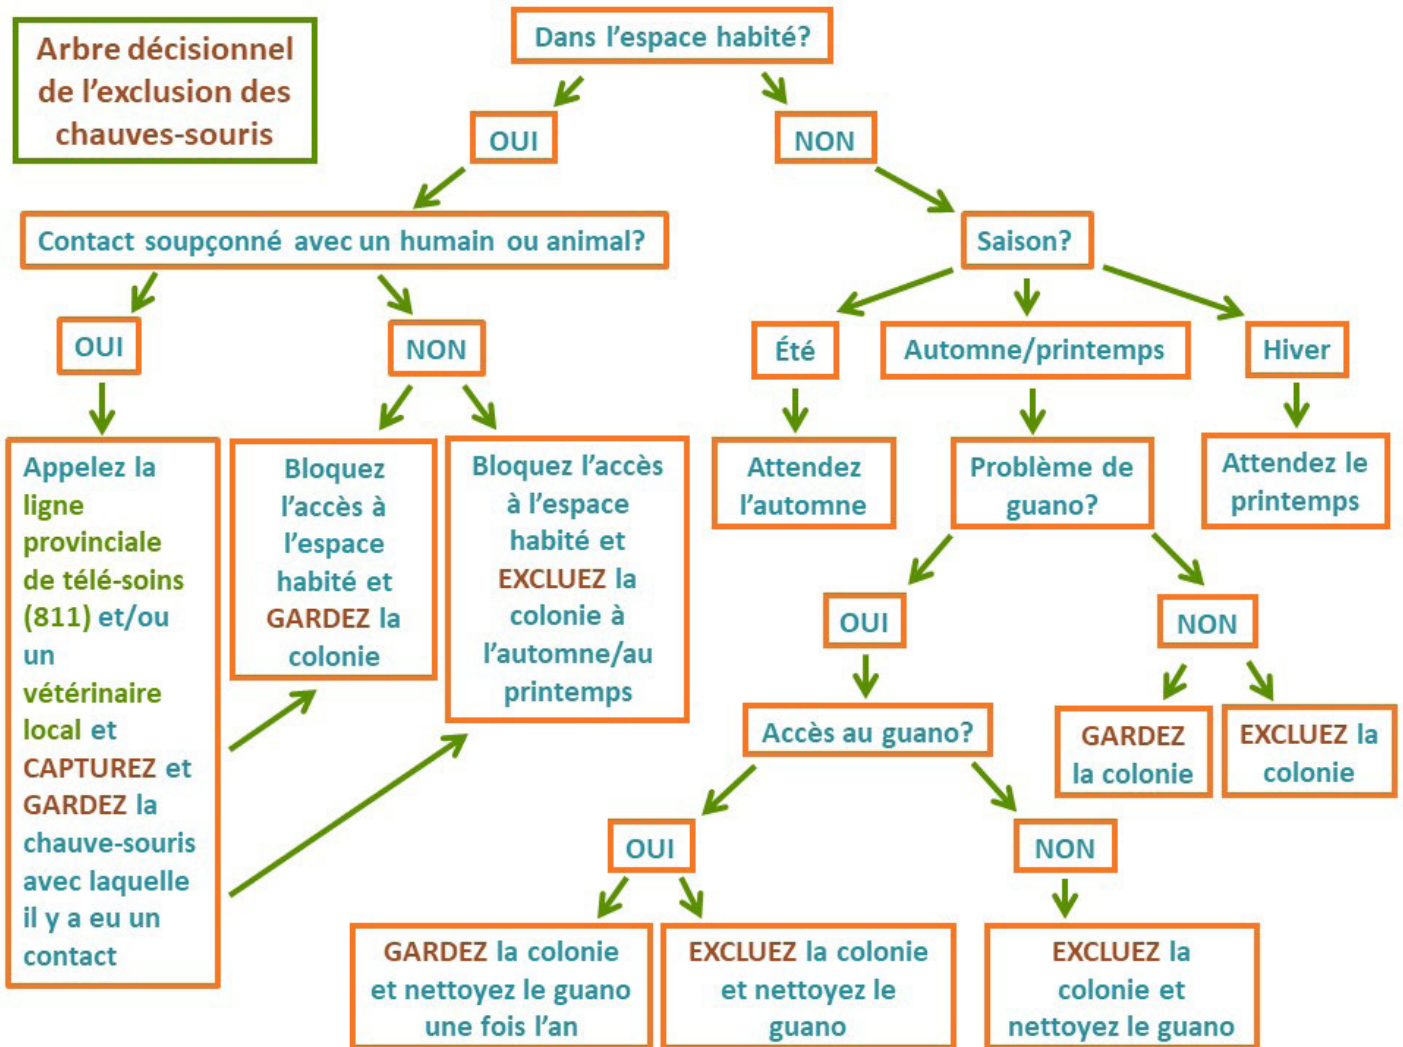 Arbre décisionnel
de l'exclusion des
chauves-souris
Dans l'espace habité?
OUI
NON
Contact soupçonné avec un humain ou animal?
Saison?
OUI
NON
Été
Automne/printemps
Hiver
Appelez la
ligne
provinciale
de télé-soins
(811) et/ou
un
vétérinaire
local et
CAPTUREZ et
GARDEZ la
chauve-souris
avec laquelle
il y a eu un
contact
Bloquez
l'accès à
l'espace
habité et
GARDEZ la
colonie
Bloquez l'accès
à l'espace
habité et
EXCLUEZ la
colonie à
l'automne/au
printemps
Attendez
l'automne
Problème de
guano?
Attendez le
printemps
OUI
NON
Accès au guano?
GARDEZ
la colonie
EXCLUEZ la
colonie
OUI
NON
GARDEZ la colonie
et nettoyez le guano
une fois l'an
EXCLUEZ la colonie
et nettoyez le
guano
EXCLUEZ la
colonie et
nettoyez le guano